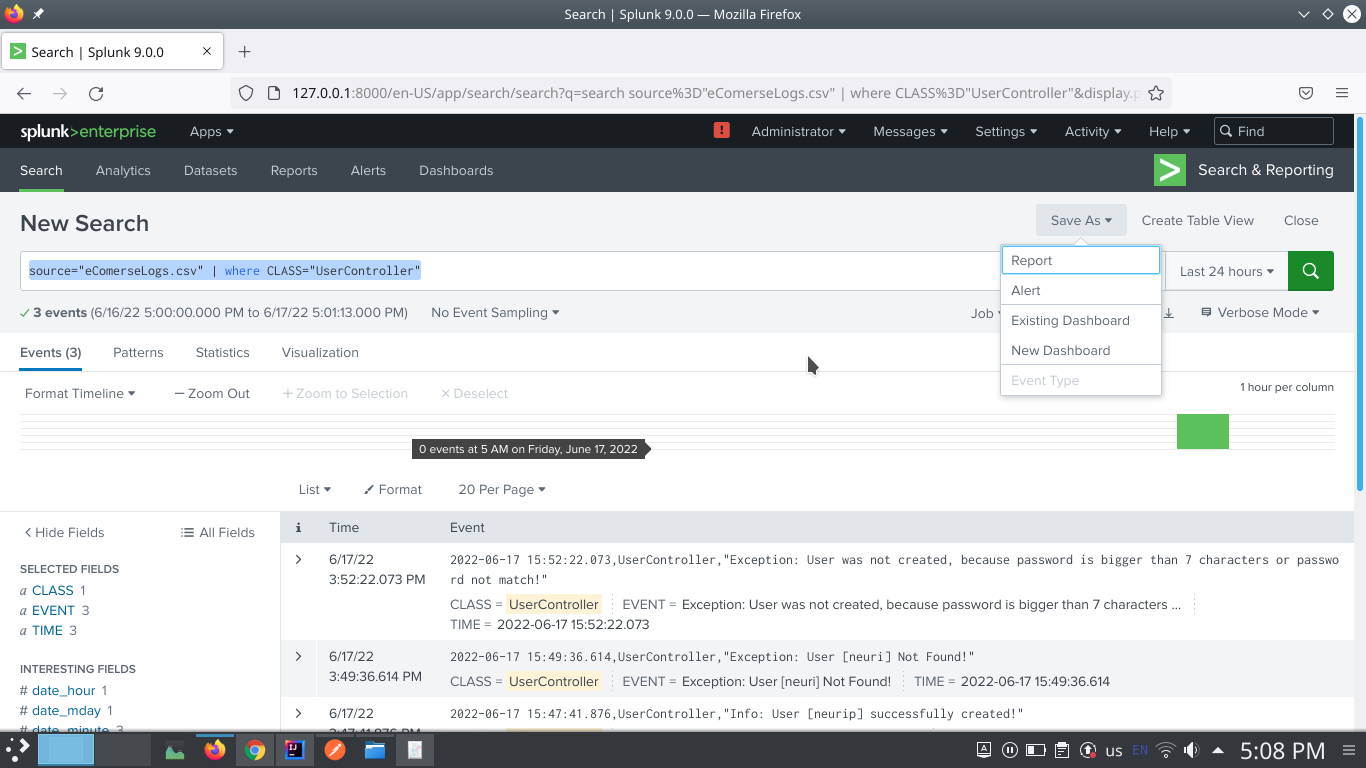 Search | Splunk 9.0.0 — Mozilla Firefox
Search | Splunk 9.0.0
127.0.0.1:8000/en-US/app/search/search?q=search source%3D"eComerseLogs.csv" | where CLASS%3D"UserController"&display.p
splunk>enterprise Apps Administrator Messages Settings Activity Help Find
Search Analytics Datasets Reports Alerts Dashboards Search & Reporting
New Search Save As Create Table View Close
source="eComerseLogs.csv" | where CLASS="UserController" Last 24 hours
Report
Alert
Existing Dashboard
New Dashboard
Event Type
3 events (6/16/22 5:00:00.000 PM to 6/17/22 5:01:13.000 PM) No Event Sampling Job Verbose Mode
Events (3) Patterns Statistics Visualization
Format Timeline — Zoom Out + Zoom to Selection × Deselect 1 hour per column
0 events at 5 AM on Friday, June 17, 2022
List Format 20 Per Page
Hide Fields All Fields
SELECTED FIELDS
a CLASS 1
a EVENT 3
a TIME 3
INTERESTING FIELDS
# date_hour 1
# date_mday 1
# date_minute 3
i Time Event
6/17/22
3:52:22.073 PM
2022-06-17 15:52:22.073,UserController,"Exception: User was not created, because password is bigger than 7 characters or passwo
rd not match!"
CLASS = UserController EVENT = Exception: User was not created, because password is bigger than 7 characters ...
TIME = 2022-06-17 15:52:22.073
6/17/22
3:49:36.614 PM
2022-06-17 15:49:36.614,UserController,"Exception: User [neuri] Not Found!"
CLASS = UserController EVENT = Exception: User [neuri] Not Found! TIME = 2022-06-17 15:49:36.614
6/17/22
2022-06-17 15:47:41.876,UserController,"Info: User [neurip] successfully created!"
us EN 5:08 PM